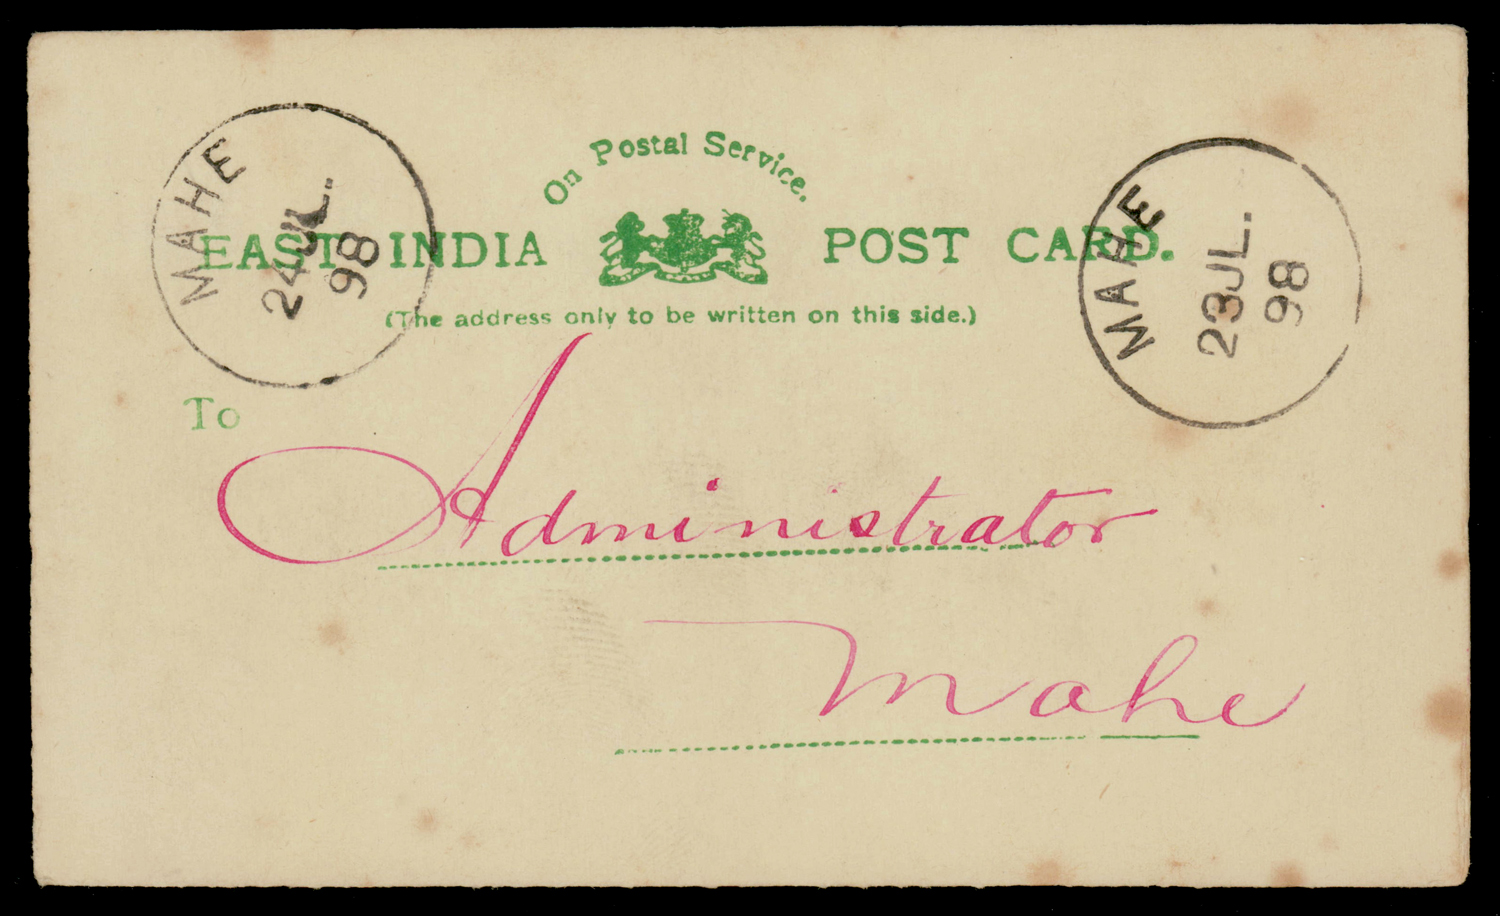 On Postal Service.
EAST INDIA POST CARD.
(The address only to be written on this side.)
MAHE
24 JL.
98
MAHE
23 JL.
98
To
Administrator
Mahe